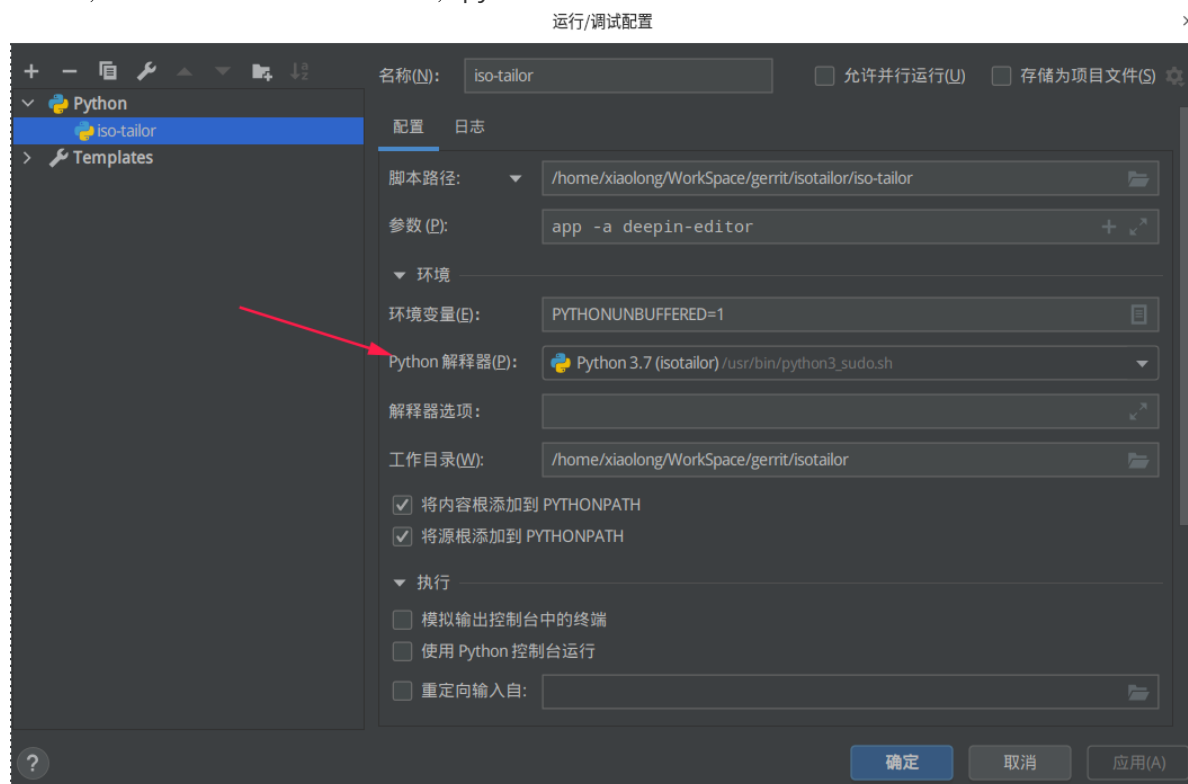 运行/调试配置
名称(N):
iso-tailor
允许并行运行(U)
存储为项目文件(S)
Python
iso-tailor
Templates
配置
日志
脚本路径:
/home/xiaolong/WorkSpace/gerrit/isotailor/iso-tailor
参数(P):
app -a deepin-editor
环境
环境变量(E):
PYTHONUNBUFFERED=1
Python 解释器(P):
Python 3.7 (isotailor) /usr/bin/python3_sudo.sh
解释器选项:
工作目录(W):
/home/xiaolong/WorkSpace/gerrit/isotailor
将内容根添加到 PYTHONPATH
将源根添加到 PYTHONPATH
执行
模拟输出控制台中的终端
使用 Python 控制台运行
重定向输入自:
?
确定
取消
应用(A)